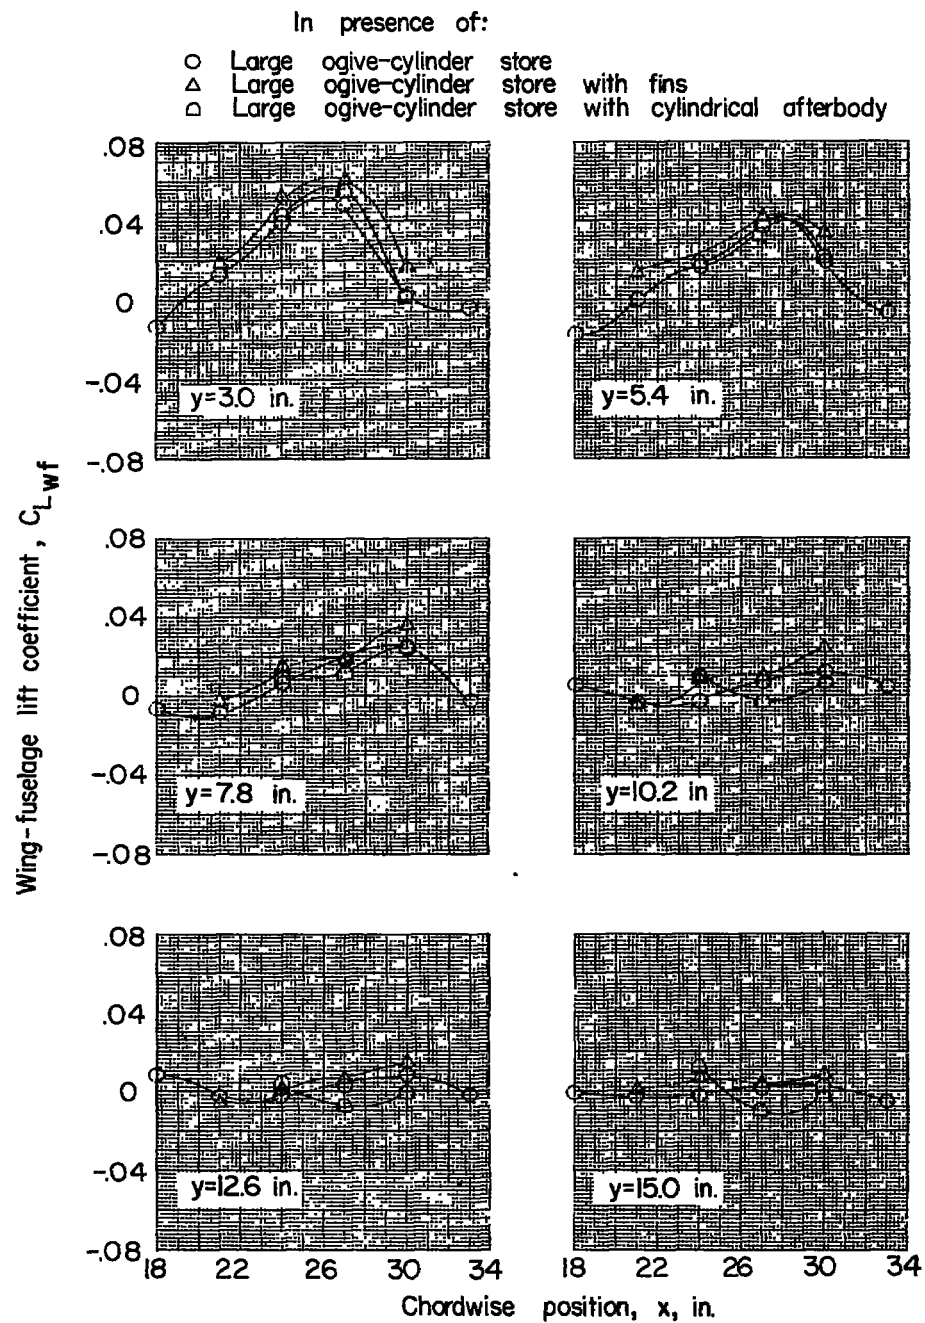 In presence of:
Large ogive-cylinder store
Large ogive-cylinder store with fins
Large ogive-cylinder store with cylindrical afterbody
.08
.04
0
-.04
-.08
y=3.0 in.
y=5.4 in.
Wing-fuselage lift coefficient, CLwf
.08
.04
0
-.04
-.08
y=7.8 in.
y=10.2 in
.08
.04
0
-.04
-.08
y=12.6 in.
y=15.0 in.
18 22 26 30 34
18 22 26 30 34
Chordwise position, x, in.